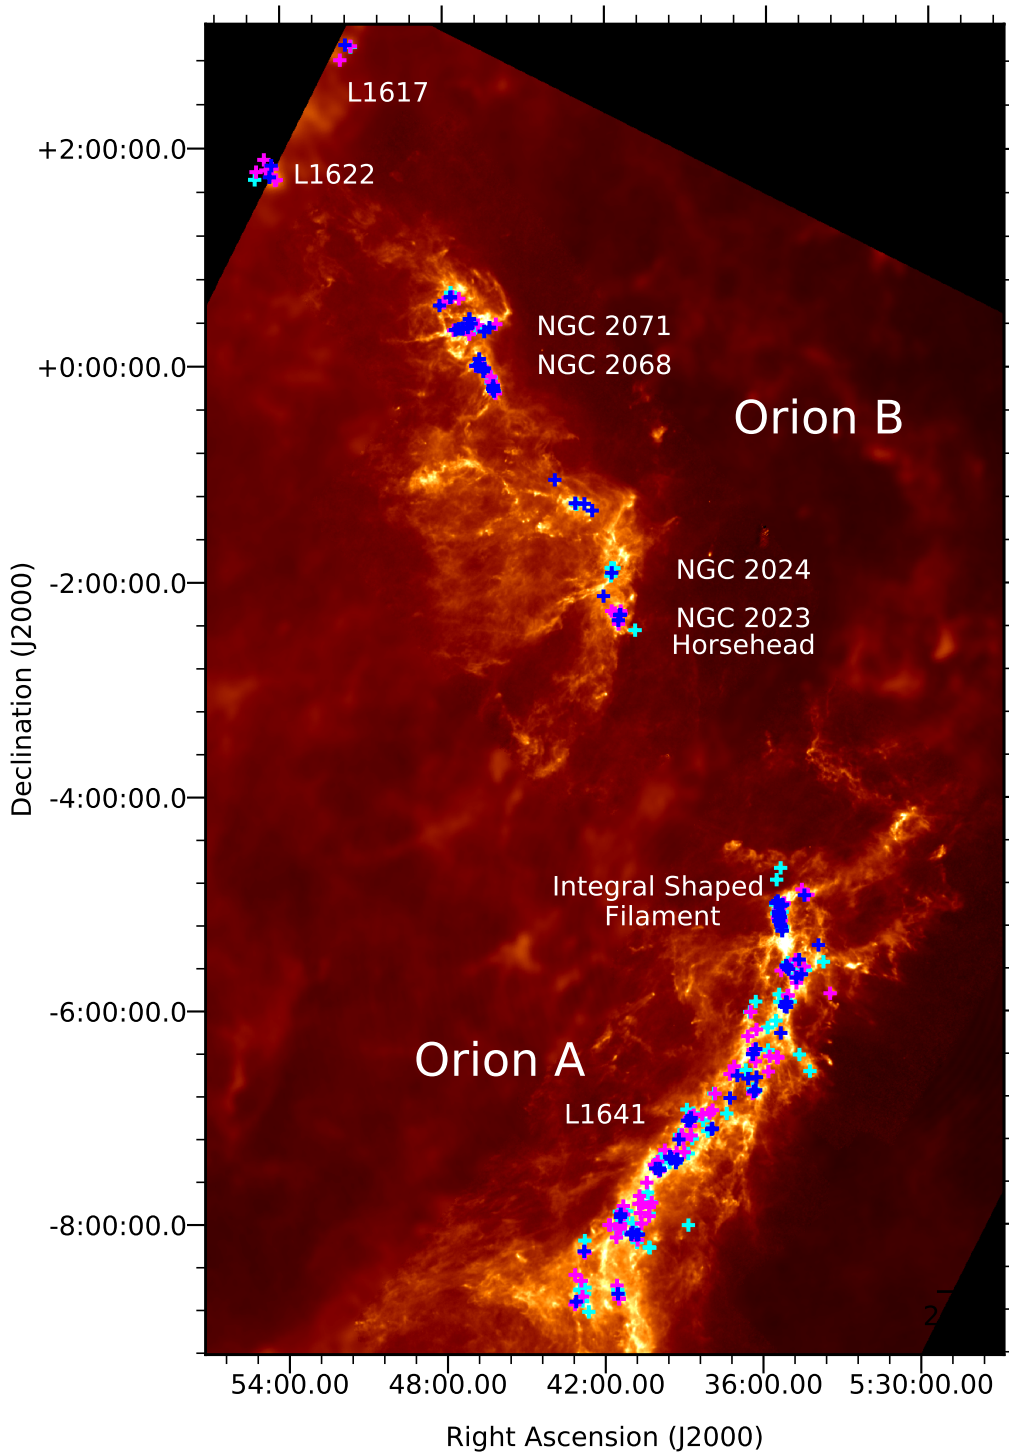 L1617
+2:00:00.0
L1622
NGC 2071
+0:00:00.0
NGC 2068
Orion B
-2:00:00.0
NGC 2024
NGC 2023
Horsehead
Declination (J2000)
-4:00:00.0
Integral Shaped
Filament
-6:00:00.0
Orion A
L1641
-8:00:00.0
2
54:00.00 48:00.00 42:00.00 36:00.00 5:30:00.00
Right Ascension (J2000)